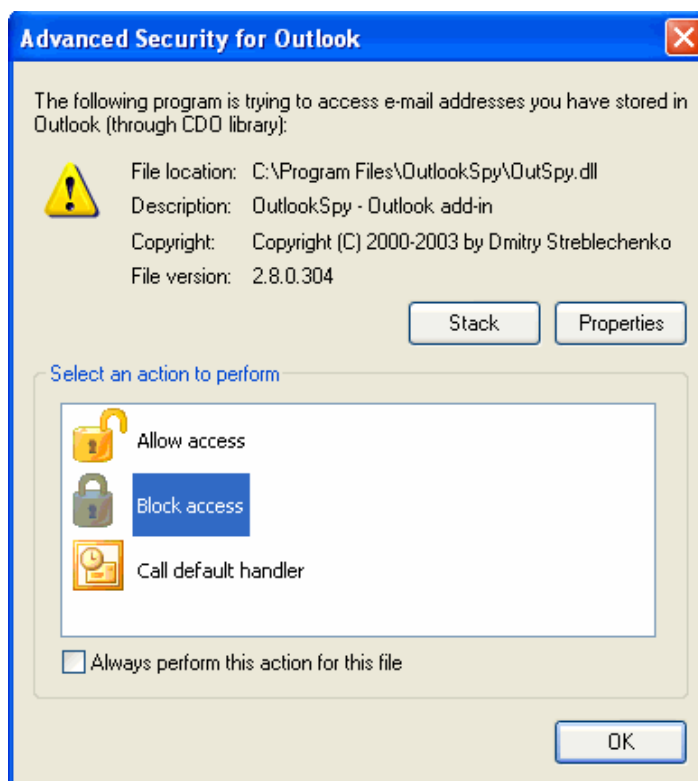 Advanced Security for Outlook
The following program is trying to access e-mail addresses you have stored in
Outlook (through CDO library):
File location: C:\Program Files\OutlookSpy\OutSpy.dll
Description: OutlookSpy - Outlook add-in
Copyright: Copyright (C) 2000-2003 by Dmitry Streblechenko
File version: 2.8.0.304
Stack Properties
Select an action to perform
Allow access
Block access
Call default handler
Always perform this action for this file
OK